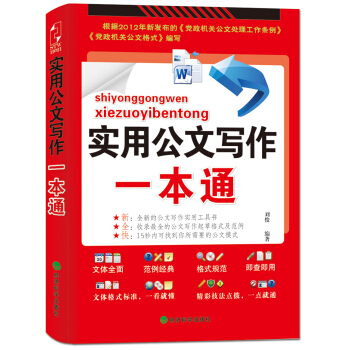 根据2012年新发布的《党政机关公文处理工作条例》
《党政机关公文格式》编写
W
shiyonggongwen
xiezuoyibentong
实用公文写作
一本通
刘俊 编著
★新：全新的公文写作实用工具书
★全：收录最全的公文写作起草格式及范例
★快：15秒内可找到你所需要的公文模式
文体全面
范例经典
格式规范
即查即用
文体格式标准，一看就懂
精彩技法点拨，一点就通
实用公文写作
一本通